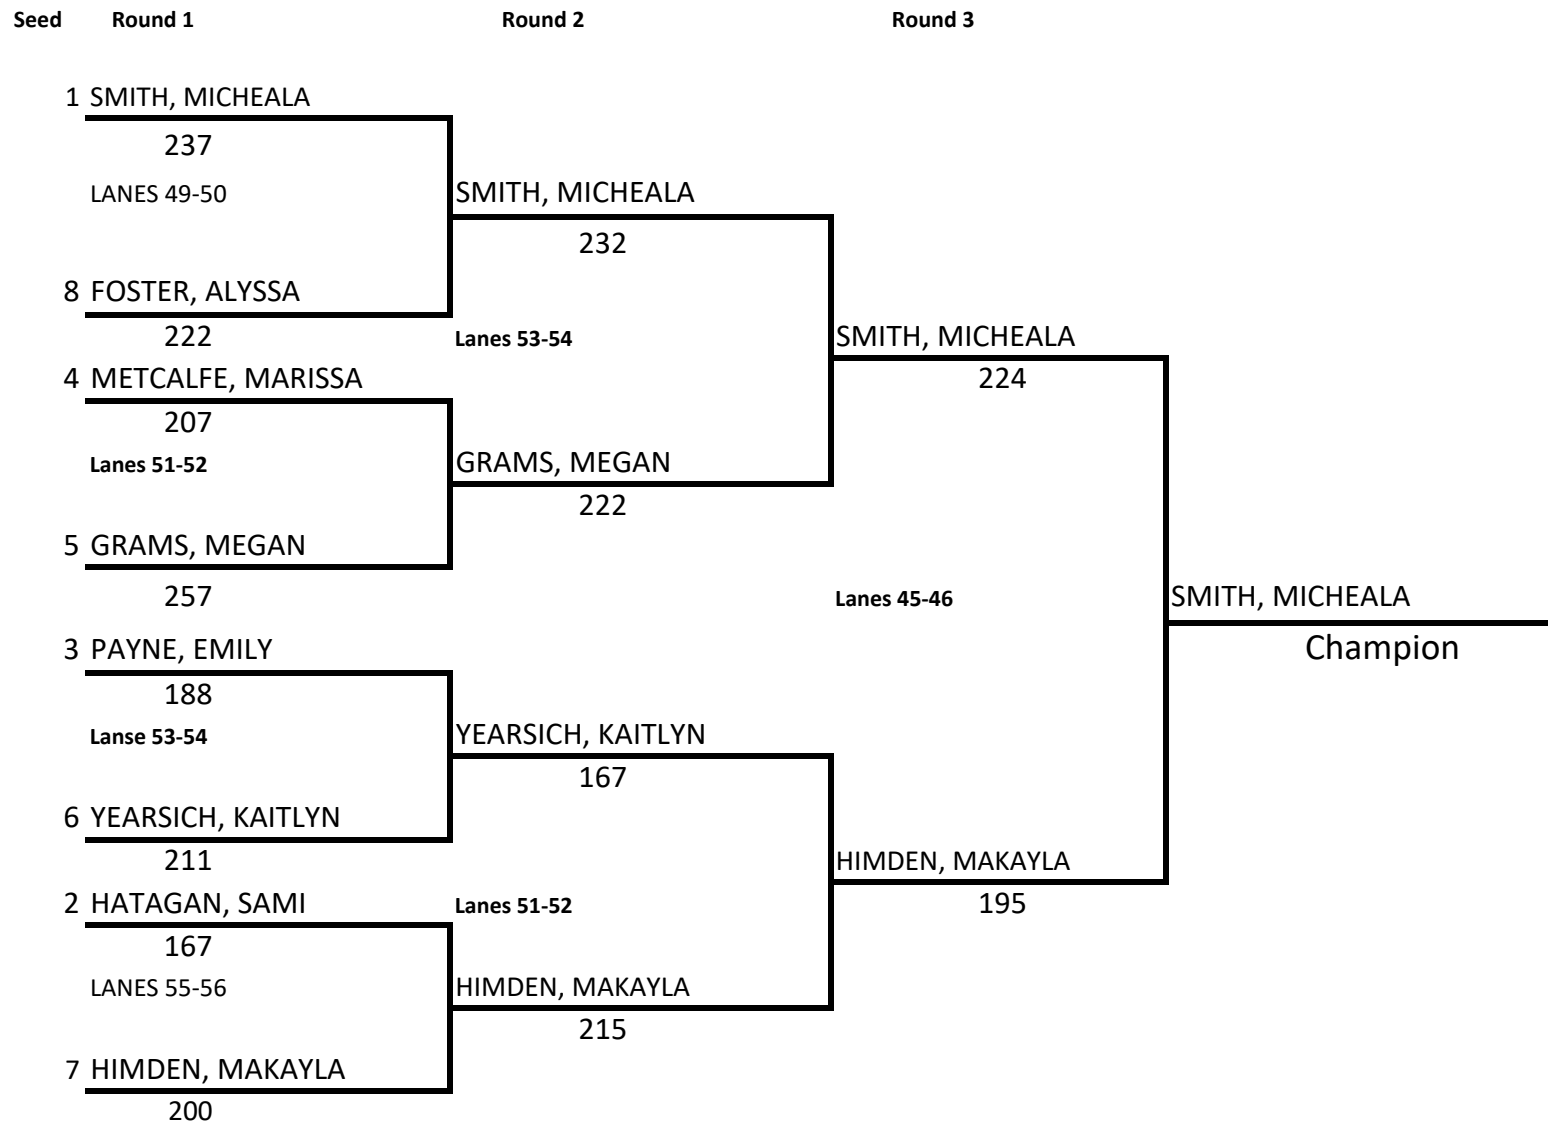 Seed Round 1 Round 2 Round 3
1 SMITH, MICHEALA
237
LANES 49-50 SMITH, MICHEALA
232
8 FOSTER, ALYSSA
222 Lanes 53-54 SMITH, MICHEALA
4 METCALFE, MARISSA 224
207
Lanes 51-52 GRAMS, MEGAN
222
5 GRAMS, MEGAN
257 Lanes 45-46 SMITH, MICHEALA
3 PAYNE, EMILY Champion
188
Lanse 53-54 YEARSICH, KAITLYN
167
6 YEARSICH, KAITLYN
211 HIMDEN, MAKAYLA
2 HATAGAN, SAMI Lanes 51-52 195
167
LANES 55-56 HIMDEN, MAKAYLA
215
7 HIMDEN, MAKAYLA
200